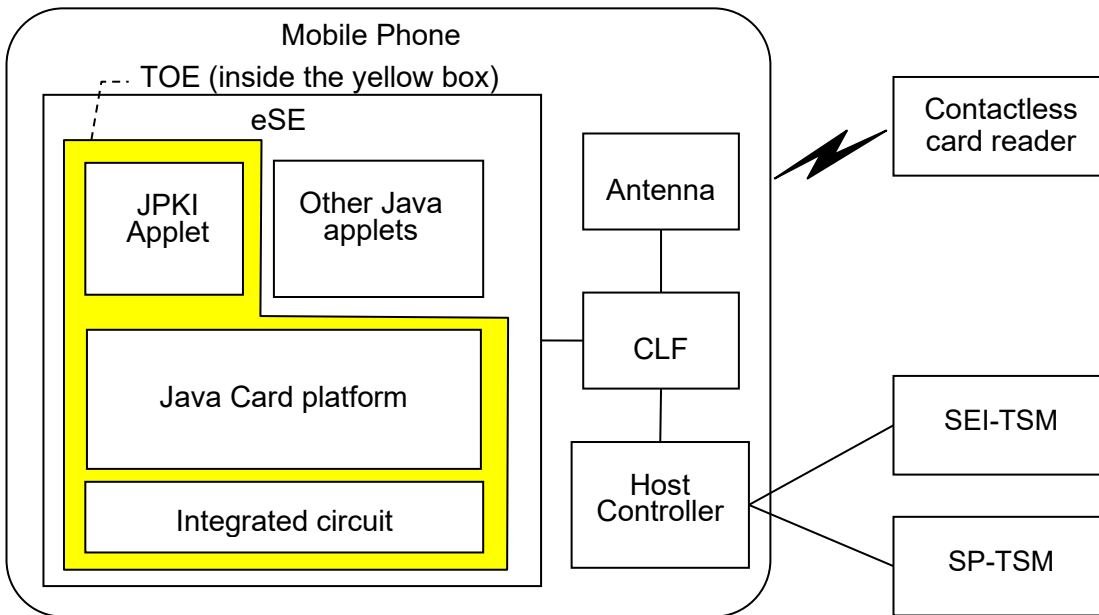 Mobile Phone
TOE (inside the yellow box)
eSE
JPKI
Applet
Other Java
applets
Java Card platform
Integrated circuit
Antenna
CLF
Host
Controller
Contactless
card reader
SEI-TSM
SP-TSM